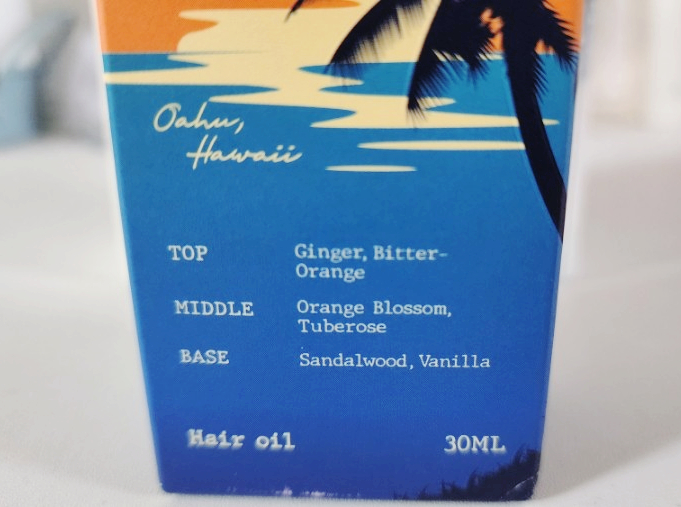 Oahu,
Hawaii
TOP Ginger, Bitter-
Orange
MIDDLE Orange Blossom,
Tuberose
BASE Sandalwood, Vanilla
Hair oil 30ML